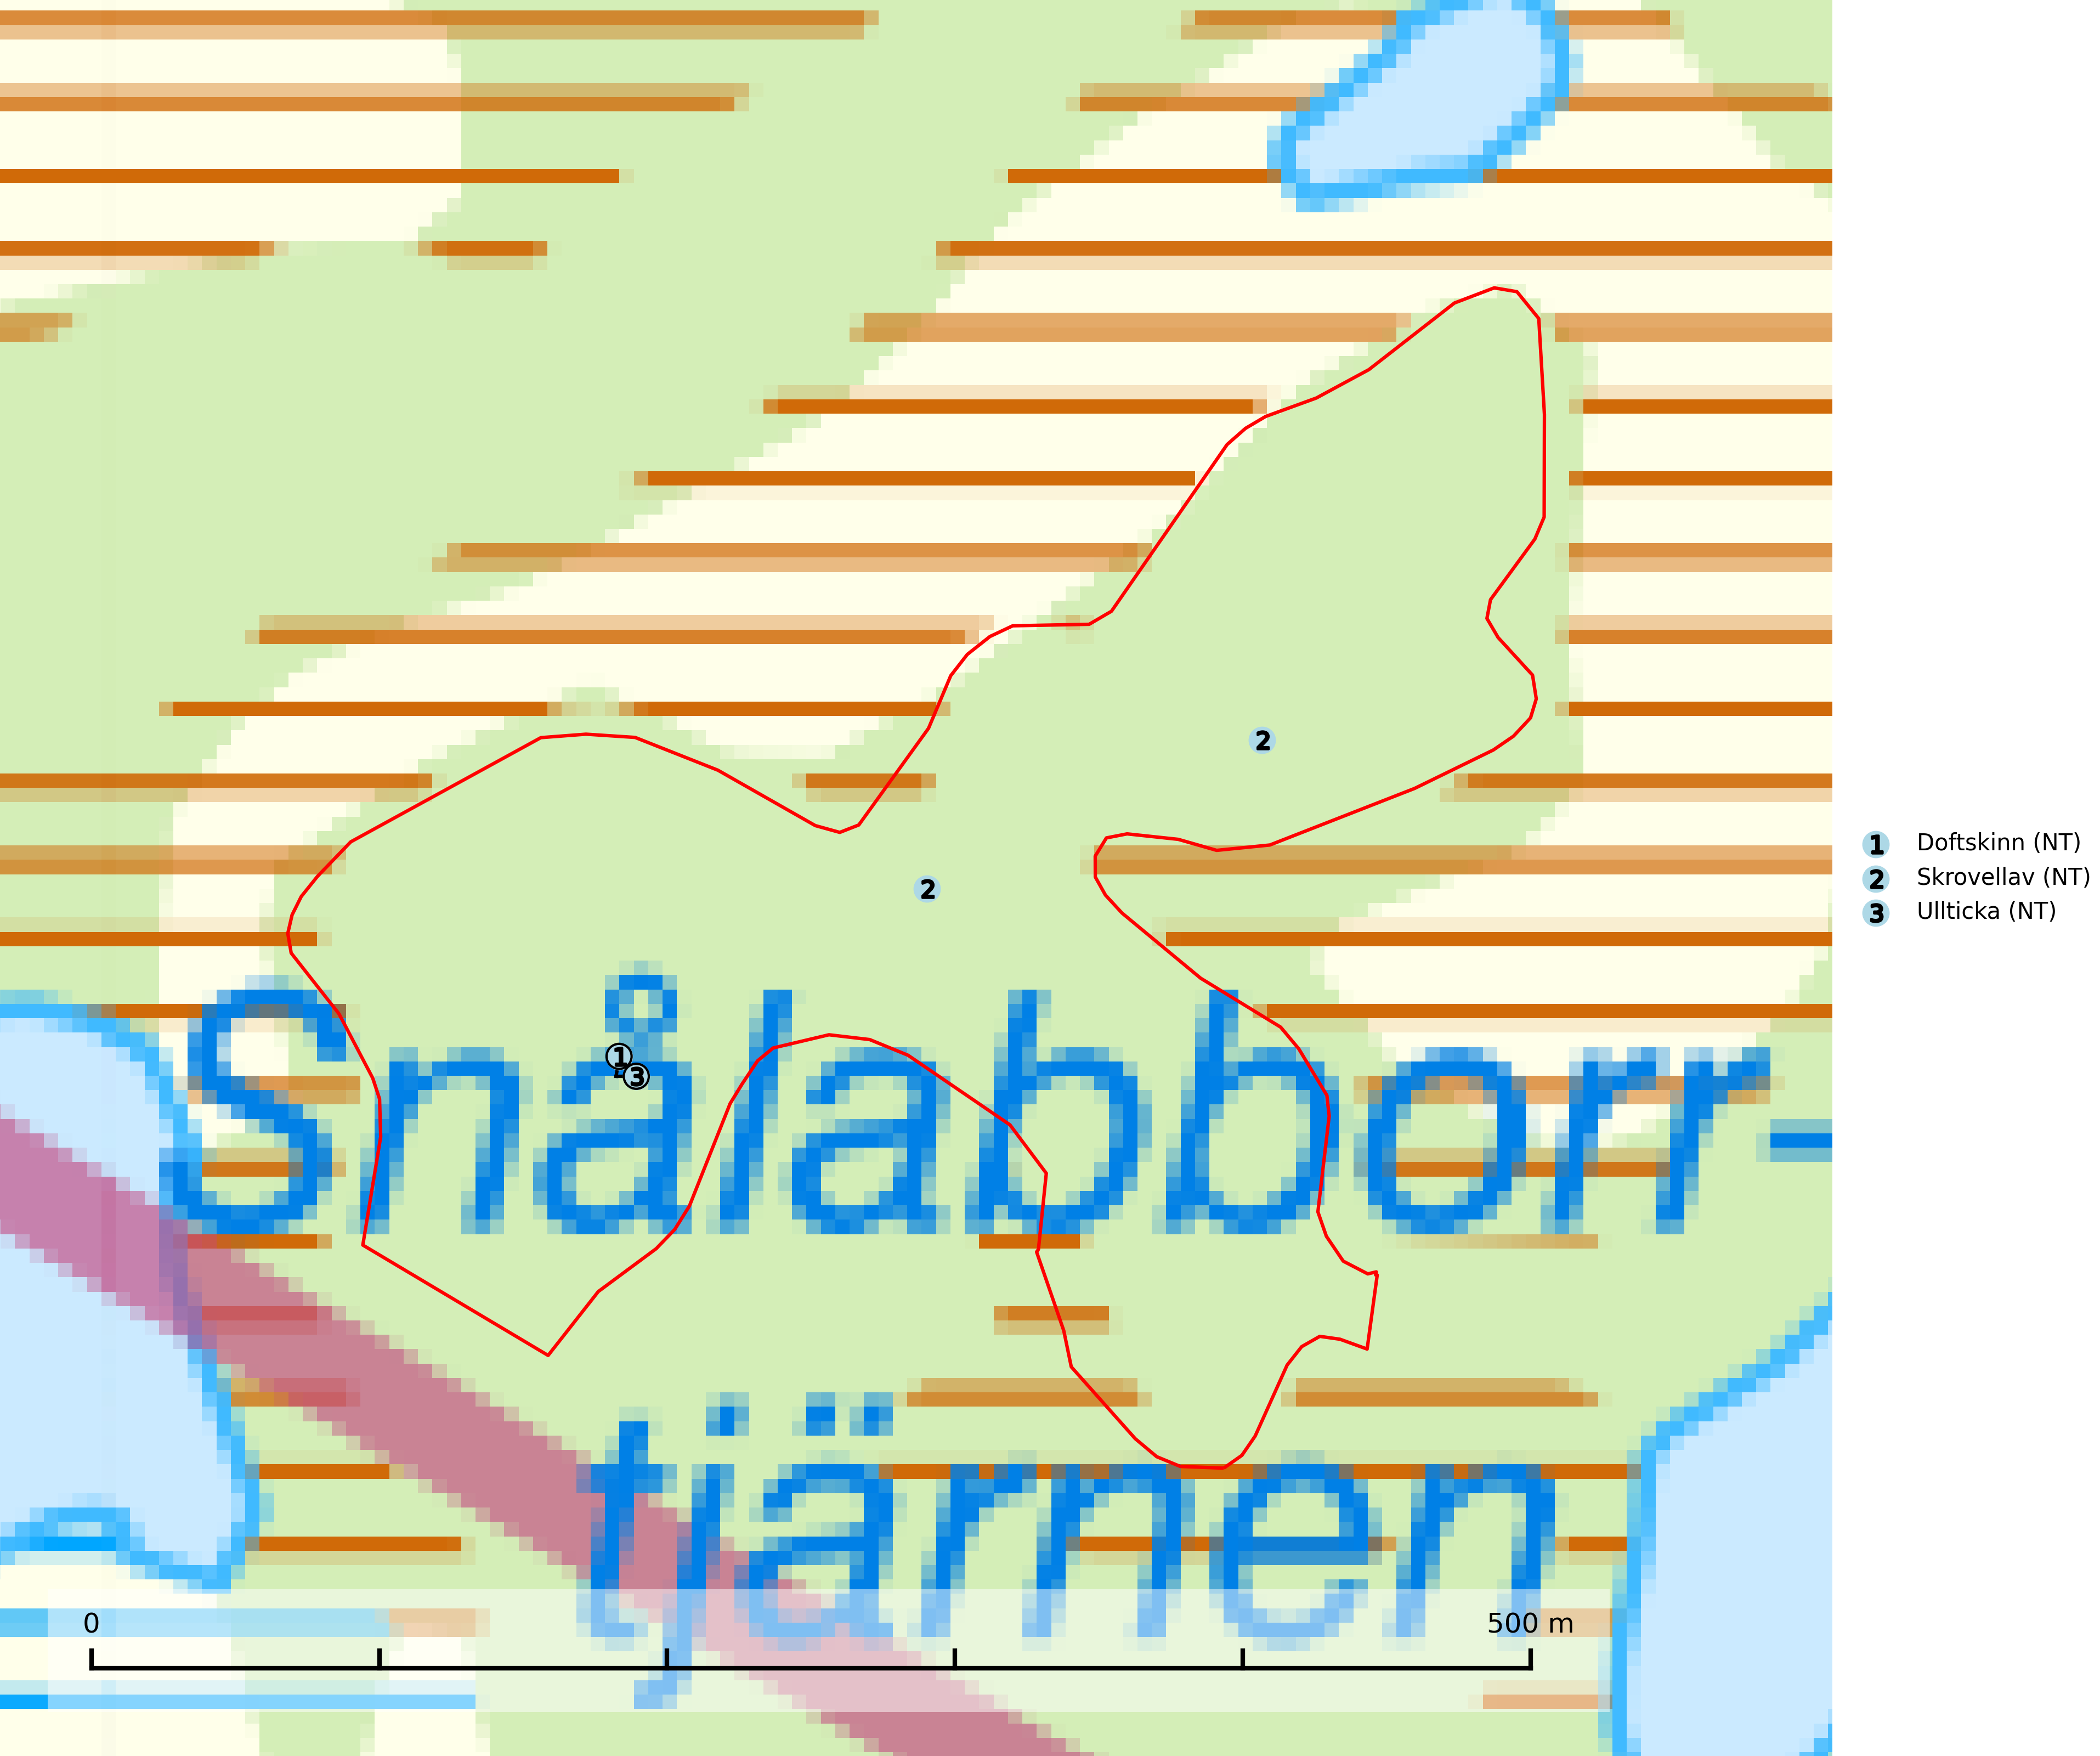 2
2
1
3
Snålabborr-
tjärnen
0
500 m
1 Doftskinn (NT)
2 Skrovellav (NT)
3 Ullticka (NT)